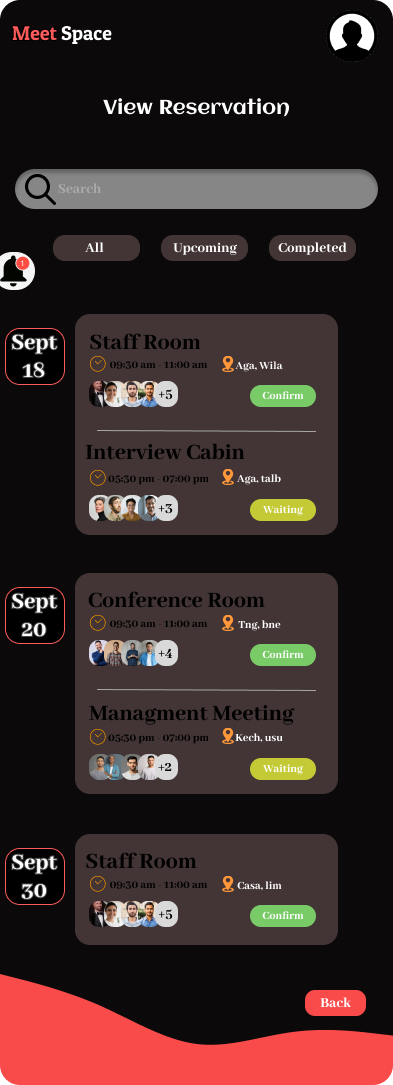 Meet Space
View Reservation
Search
All Upcoming Completed
1
Sept
18
Staff Room
09:30 am - 11:00 am Aga, Wila
+5 Confirm
Interview Cabin
05:30 pm - 07:00 pm Aga, talb
+3 Waiting
Sept
20
Conference Room
09:30 am - 11:00 am Tng, bne
+4 Confirm
Managment Meeting
05:30 pm - 07:00 pm Kech, usu
+2 Waiting
Sept
30
Staff Room
09:30 am - 11:00 am Casa, lim
+5 Confirm
Back